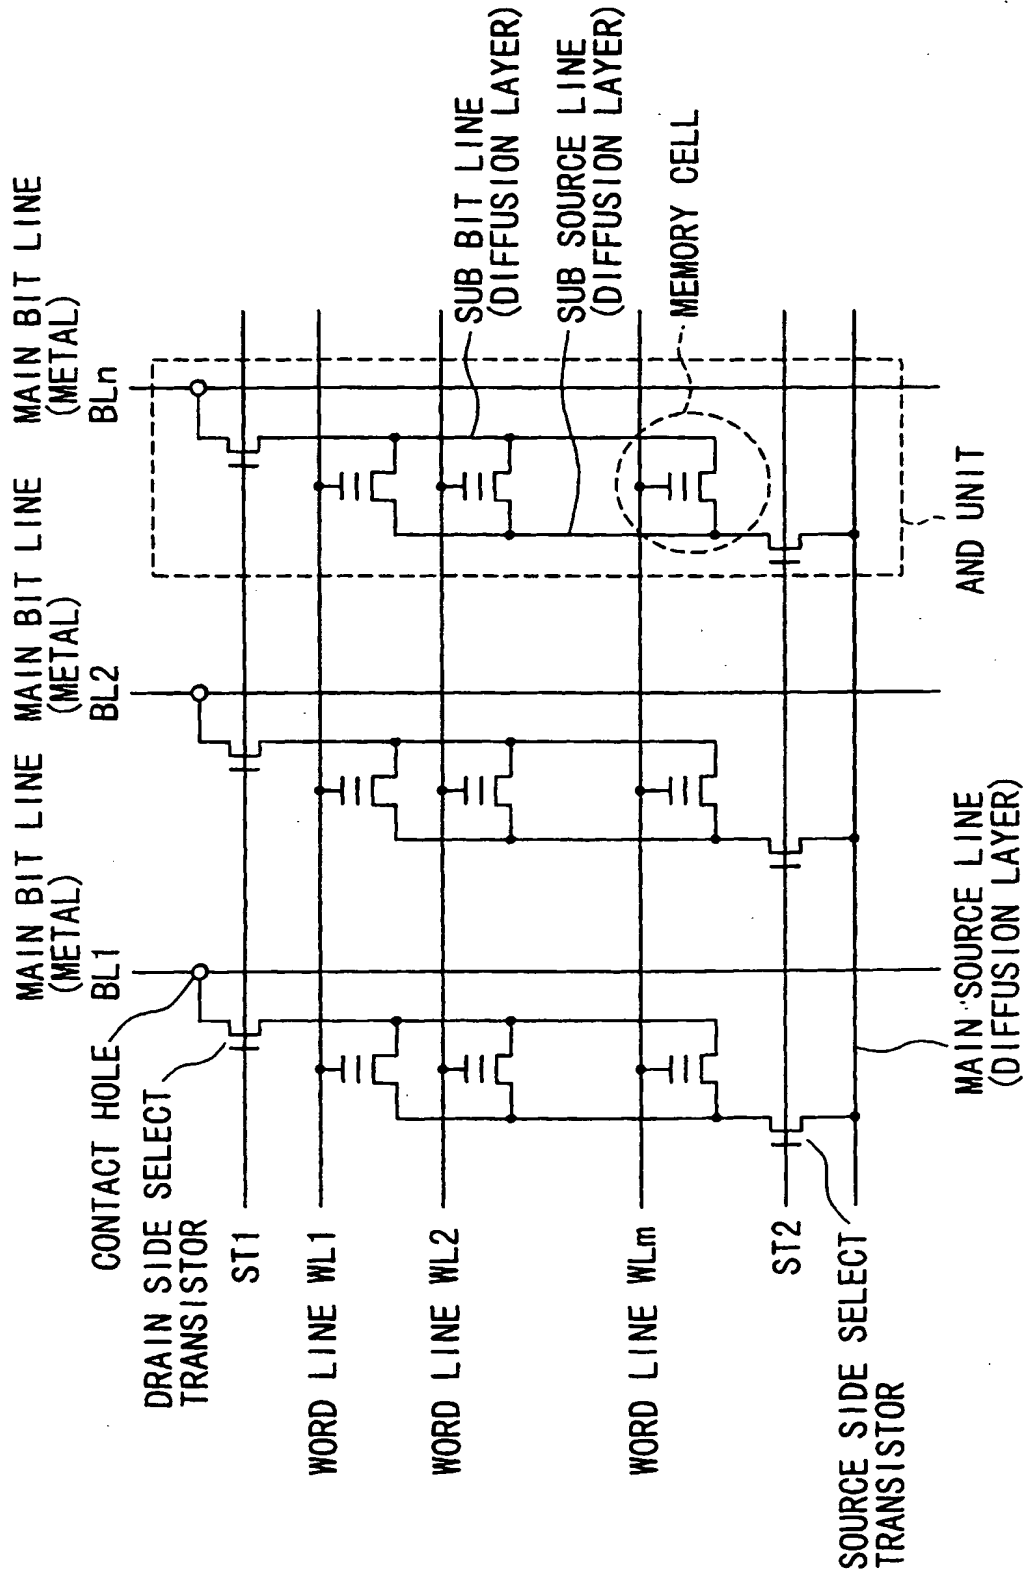 MAIN BIT LINE
(METAL)
BL1
MAIN BIT LINE
(METAL)
BL2
MAIN BIT LINE
(METAL)
BLn
CONTACT HOLE
DRAIN SIDE SELECT
TRANSISTOR
ST1
WORD LINE WL1
WORD LINE WL2
WORD LINE WLm
ST2
SOURCE SIDE SELECT
TRANSISTOR
SUB BIT LINE
(DIFFUSION LAYER)
SUB SOURCE LINE
(DIFFUSION LAYER)
MEMORY CELL
AND UNIT
MAIN SOURCE LINE
(DIFFUSION LAYER)